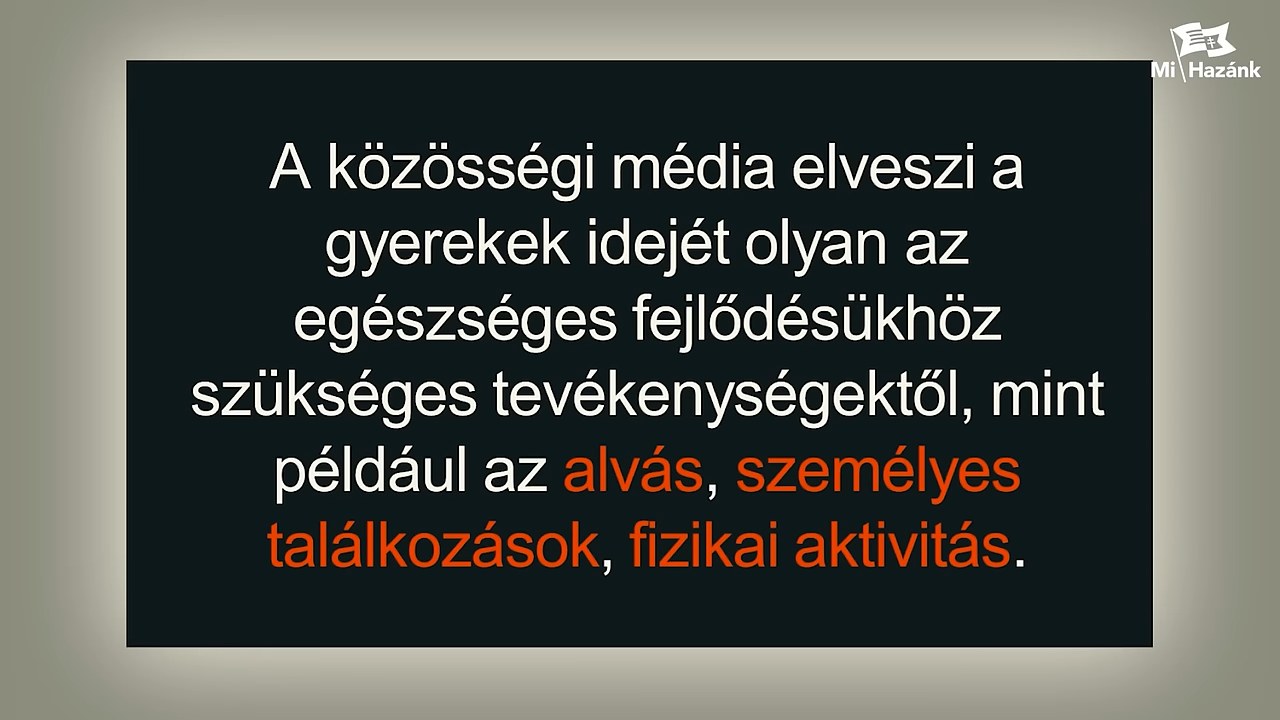 Mi Hazánk
A közösségi média elveszi a
gyerekek idejét olyan az
egészséges fejlődésükhöz
szükséges tevékenységektől, mint
például az alvás, személyes
találkozások, fizikai aktivitás.